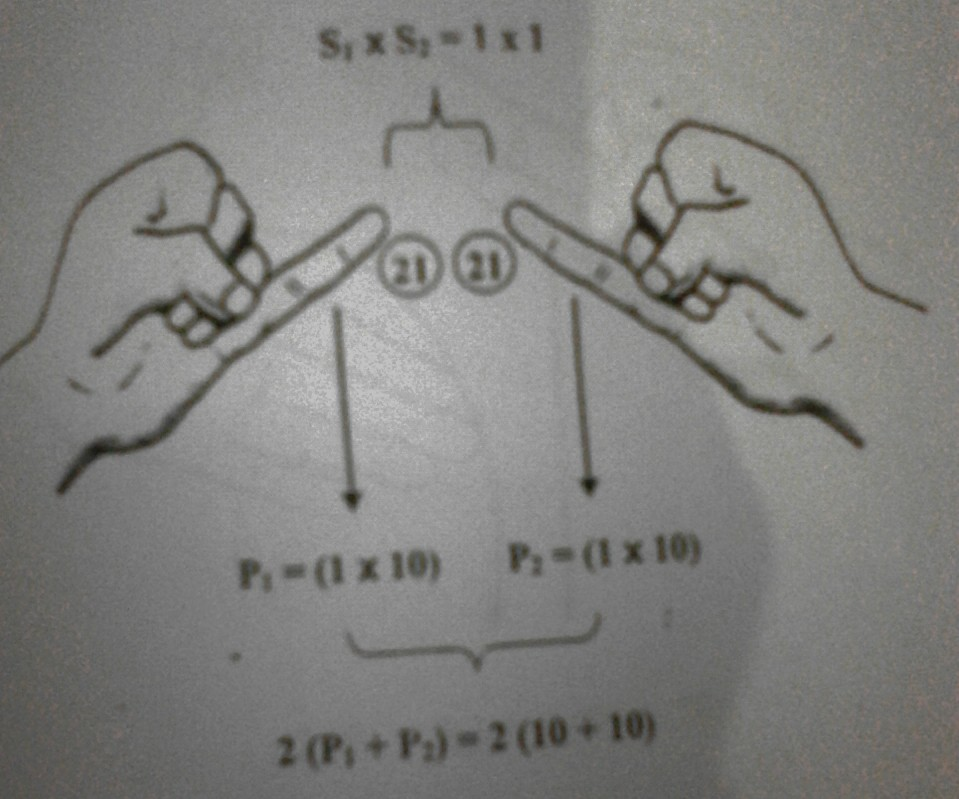 S₁ x S₂ = 1 x 1
21 21
P₁ = (1 x 10) P₂ = (1 x 10)
2 (P₁ + P₂) = 2 (10 + 10)